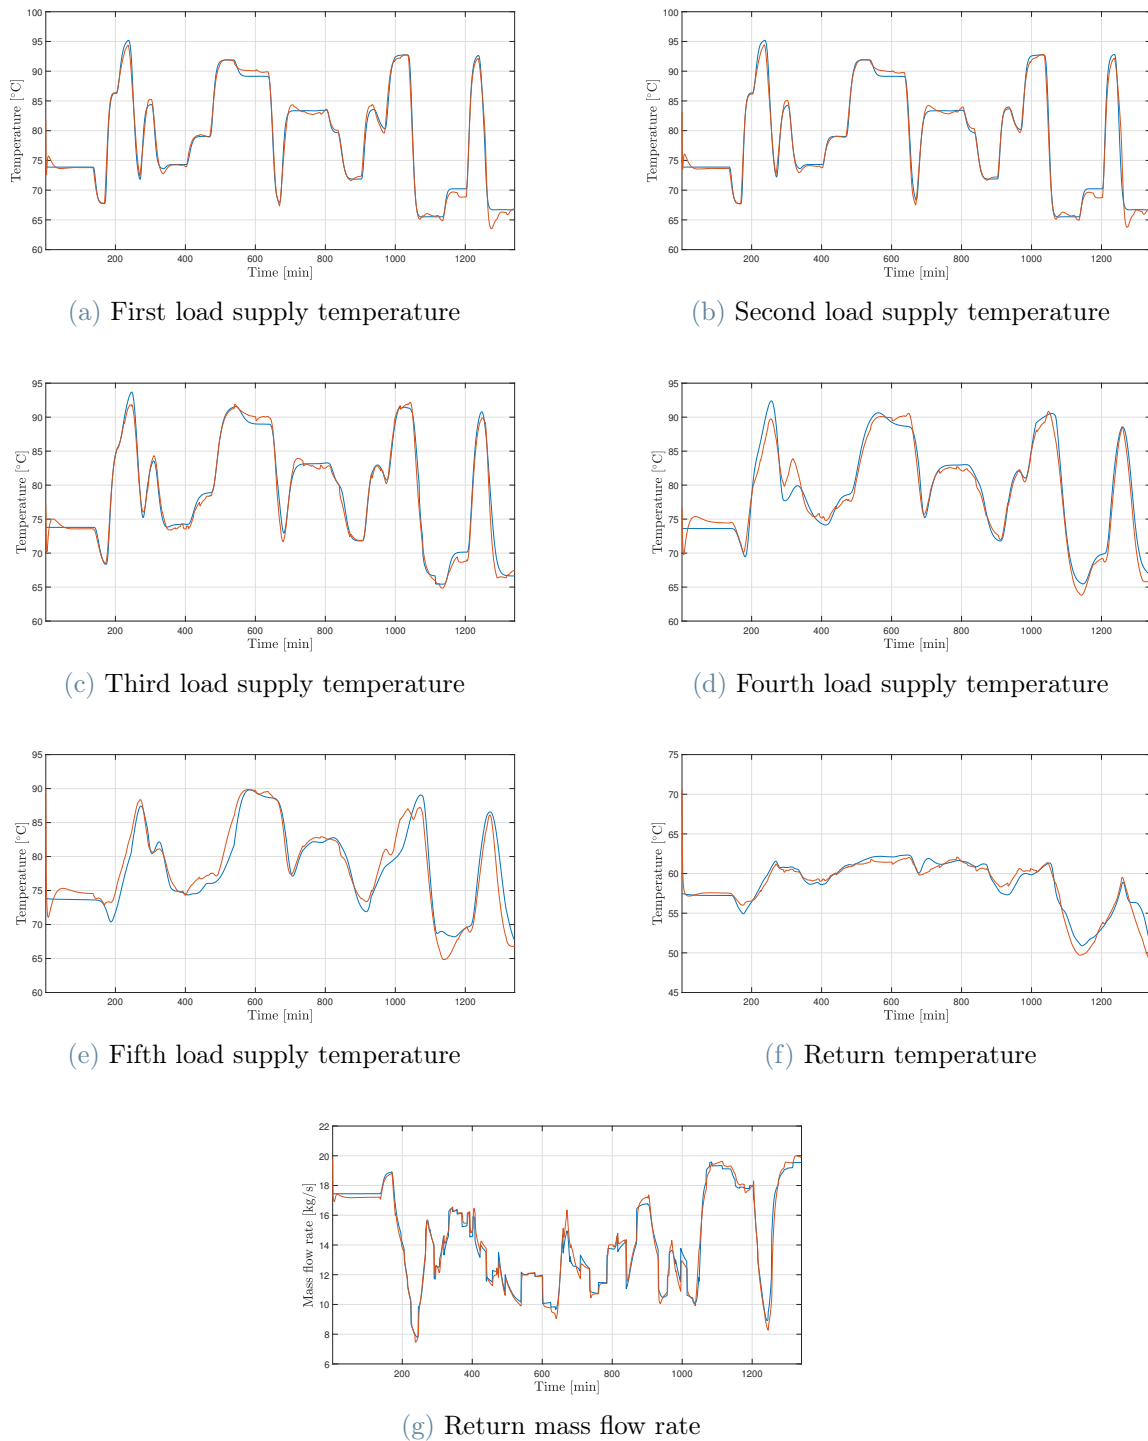 100
95
90
85
80
75
70
65
60
Temperature [°C]
200 400 600 800 1000 1200
Time [min]
(a) First load supply temperature
100
95
90
85
80
75
70
65
60
Temperature [°C]
200 400 600 800 1000 1200
Time [min]
(b) Second load supply temperature
95
90
85
80
75
70
65
60
Temperature [°C]
200 400 600 800 1000 1200
Time [min]
(c) Third load supply temperature
95
90
85
80
75
70
65
60
Temperature [°C]
200 400 600 800 1000 1200
Time [min]
(d) Fourth load supply temperature
95
90
85
80
75
70
65
60
Temperature [°C]
200 400 600 800 1000 1200
Time [min]
(e) Fifth load supply temperature
75
70
65
60
55
50
45
Temperature [°C]
200 400 600 800 1000 1200
Time [min]
(f) Return temperature
22
20
18
16
14
12
10
8
6
Mass flow rate [kg/s]
200 400 600 800 1000 1200
Time [min]
(g) Return mass flow rate